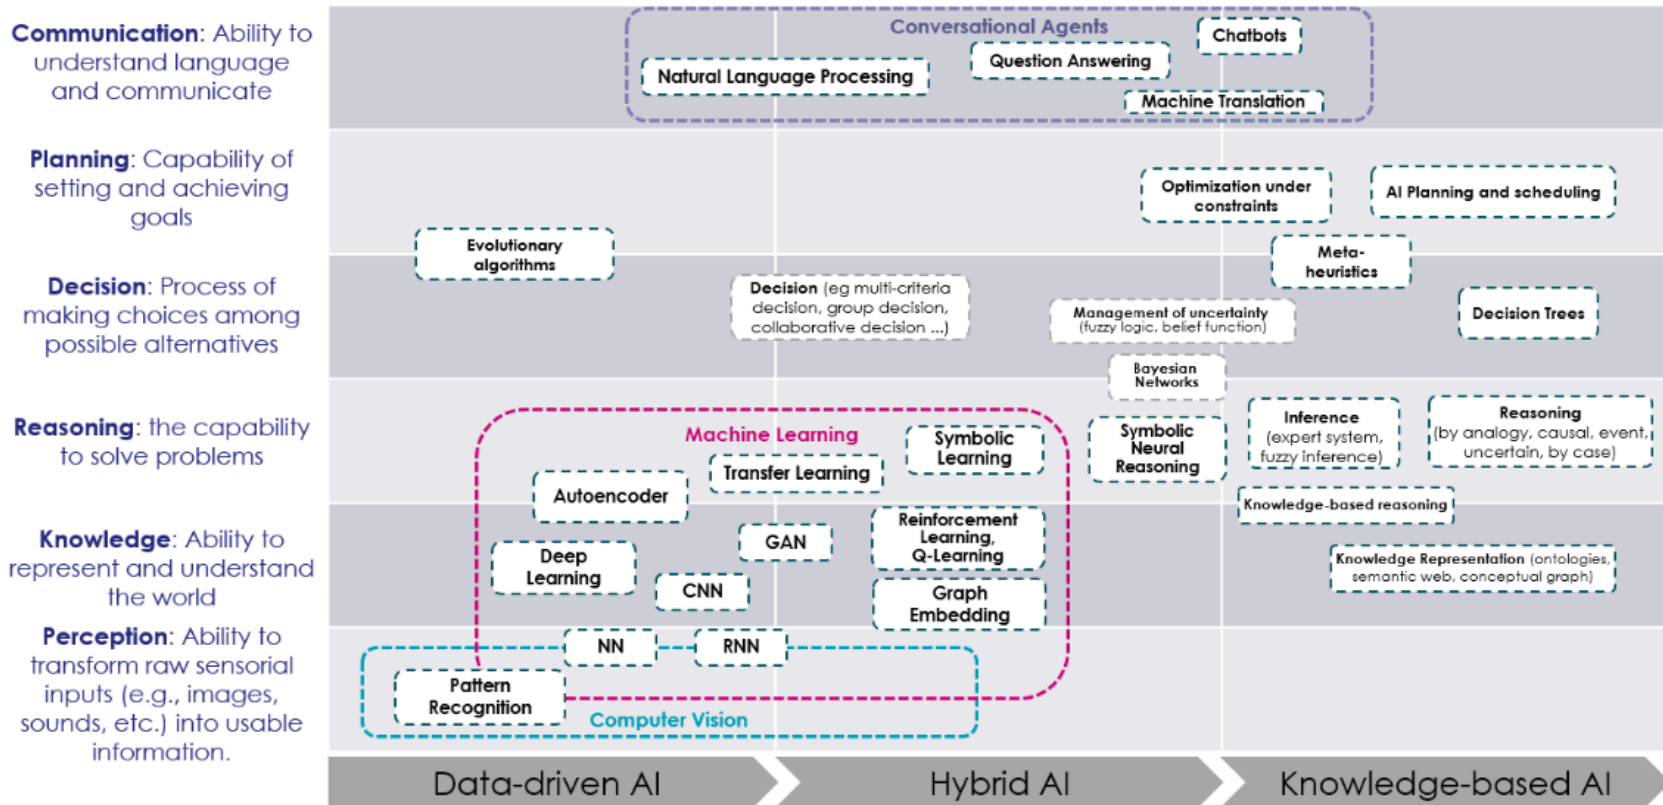 Communication: Ability to
understand language
and communicate
Conversational Agents
Chatbots
Question Answering
Natural Language Processing
Machine Translation
Planning: Capability of
setting and achieving
goals
Optimization under
constraints
AI Planning and scheduling
Evolutionary
algorithms
Meta-
heuristics
Decision: Process of
making choices among
possible alternatives
Decision (eg multi-criteria
decision, group decision,
collaborative decision ...)
Management of uncertainty
(fuzzy logic, belief function)
Decision Trees
Bayesian
Networks
Reasoning: the capability
to solve problems
Machine Learning
Symbolic
Learning
Symbolic
Neural
Reasoning
Inference
(expert system,
fuzzy inference)
Reasoning
(by analogy, causal, event,
uncertain, by case)
Transfer Learning
Autoencoder
Knowledge-based reasoning
Knowledge: Ability to
represent and understand
the world
Reinforcement
Learning,
Q-Learning
GAN
Deep
Learning
CNN
Graph
Embedding
Knowledge Representation (ontologies,
semantic web, conceptual graph)
Perception: Ability to
transform raw sensorial
inputs (e.g., images,
sounds, etc.) into usable
information.
NN
RNN
Pattern
Recognition
Computer Vision
Data-driven AI
Hybrid AI
Knowledge-based AI